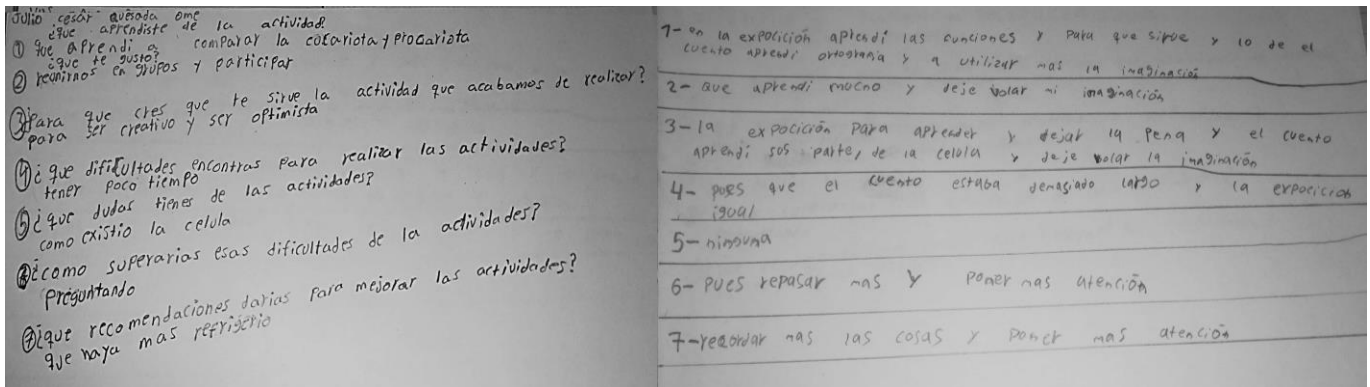 Julio cesár quesada ome
¿que aprendiste de la actividad?
① que aprendi a comparar la eocariota y procariota
¿que te gusto?
② reunirnos en grupos y participar
③ ¿para que cres que te sirve la actividad que acabamos de realizar?
para ser creativo y ser optimista
④ ¿que dificultades encontras para realizar las actividades?
tener poco tiempo
⑤ ¿que dudas tienes de las actividades?
como existio la celula
⑥ ¿como superarias esas dificultades de la actividades?
preguntando
⑦ ¿que recomendaciones darias para mejorar las actividades?
que haya mas refrigerio
1- en la expocición aprendí las cunciones y para que sirve y lo de el
cuento aprendi ortografia y a utilizar mas la imaginación
2- que aprendi mucho y deje volar mi imaginación
3- la expocición para aprender y dejar la pena y el cuento
aprendi sus parte, de la celula y deje volar la imaginación
4- pues que el cuento estaba demasiado largo y la expocicion
igual
5- ninguna
6- pues repasar mas y poner mas atención
7- recordar mas las cosas y poner mas atención